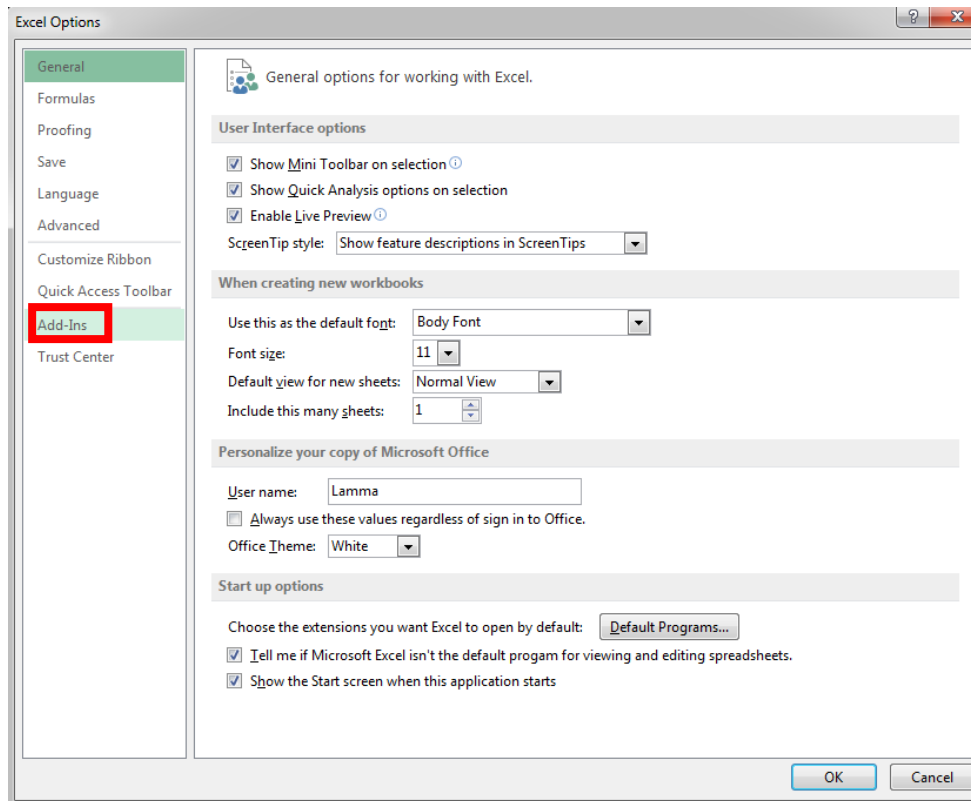 Excel Options
General
Formulas
Proofing
Save
Language
Advanced
Customize Ribbon
Quick Access Toolbar
Add-Ins
Trust Center
General options for working with Excel.
User Interface options
Show Mini Toolbar on selection
Show Quick Analysis options on selection
Enable Live Preview
ScreenTip style: Show feature descriptions in ScreenTips
When creating new workbooks
Use this as the default font: Body Font
Font size: 11
Default view for new sheets: Normal View
Include this many sheets: 1
Personalize your copy of Microsoft Office
User name: Lamma
Always use these values regardless of sign in to Office.
Office Theme: White
Start up options
Choose the extensions you want Excel to open by default: Default Programs...
Tell me if Microsoft Excel isn't the default progam for viewing and editing spreadsheets.
Show the Start screen when this application starts
OK Cancel